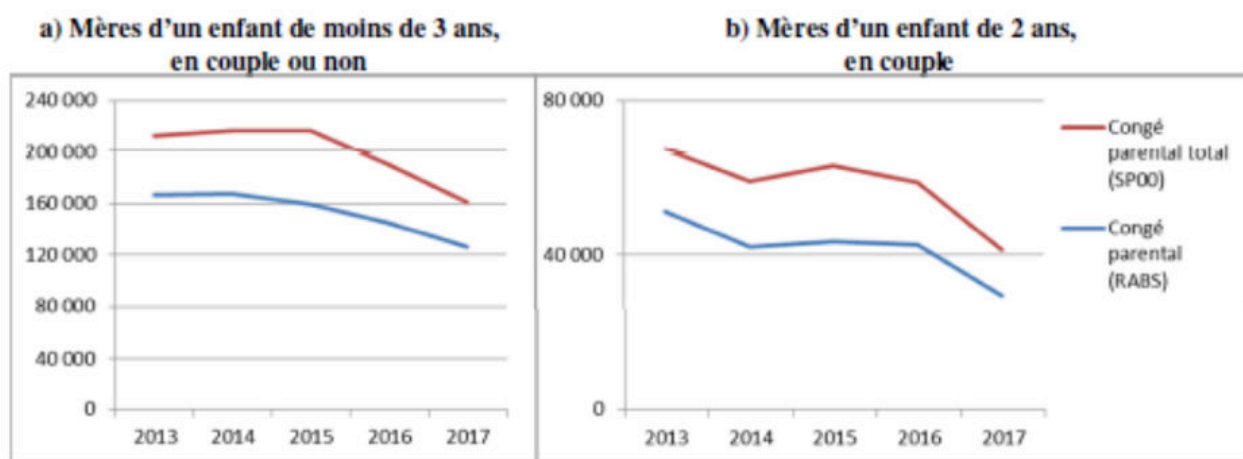 a) Mères d'un enfant de moins de 3 ans,
en couple ou non
240 000
200 000
160 000
120 000
80 000
40 000
0
2013 2014 2015 2016 2017
b) Mères d'un enfant de 2 ans,
en couple
80 000
40 000
0
2013 2014 2015 2016 2017
Congé
parental total
(SP00)
Congé
parental
(RABS)